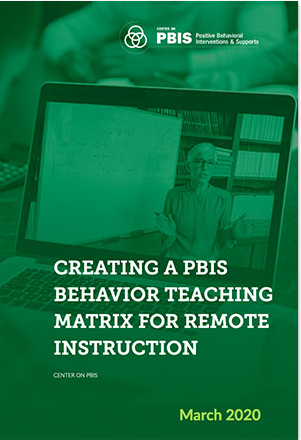 CENTER ON
PBIS
Positive Behavioral
Interventions & Supports
CREATING A PBIS
BEHAVIOR TEACHING
MATRIX FOR REMOTE
INSTRUCTION
CENTER ON PBIS
March 2020